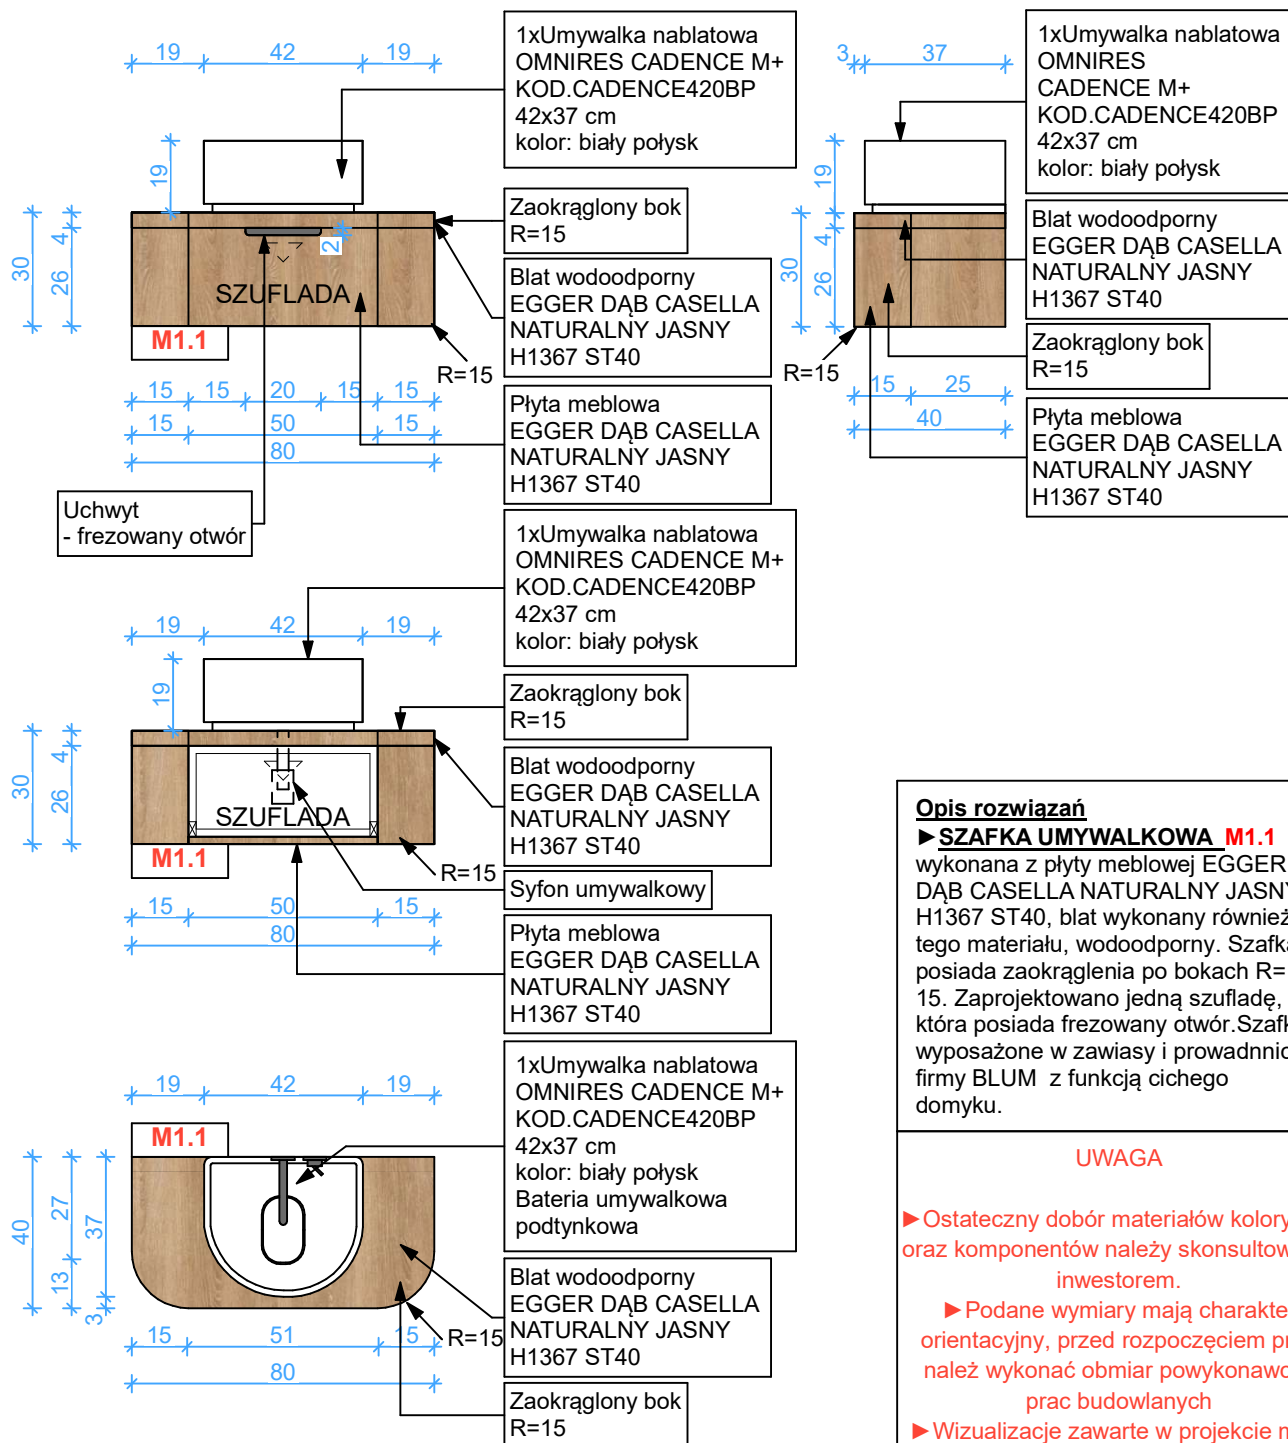 19 42 19
1xUmywalka nablatowa
OMNIRES CADENCE M+
KOD.CADENCE420BP
42x37 cm
kolor: biały połysk
19
Zaokrąglony bok
R=15
30
4
26
2
SZUFLADA
M1.1
R=15
Blat wodoodporny
EGGER DĄB CASELLA
NATURALNY JASNY
H1367 ST40
15 15 20 15 15
15 50 15
80
Płyta meblowa
EGGER DĄB CASELLA
NATURALNY JASNY
H1367 ST40
Uchwyt
- frezowany otwór
3 37
1xUmywalka nablatowa
OMNIRES
CADENCE M+
KOD.CADENCE420BP
42x37 cm
kolor: biały połysk
19
30
4
26
Blat wodoodporny
EGGER DĄB CASELLA
NATURALNY JASNY
H1367 ST40
Zaokrąglony bok
R=15
R=15
15 25
40
Płyta meblowa
EGGER DĄB CASELLA
NATURALNY JASNY
H1367 ST40
1xUmywalka nablatowa
OMNIRES CADENCE M+
KOD.CADENCE420BP
42x37 cm
kolor: biały połysk
19 42 19
19
Zaokrąglony bok
R=15
30
4
26
SZUFLADA
M1.1
R=15
Blat wodoodporny
EGGER DĄB CASELLA
NATURALNY JASNY
H1367 ST40
Syfon umywalkowy
15 50 15
80
Płyta meblowa
EGGER DĄB CASELLA
NATURALNY JASNY
H1367 ST40
1xUmywalka nablatowa
OMNIRES CADENCE M+
KOD.CADENCE420BP
42x37 cm
kolor: biały połysk
Bateria umywalkowa
podtynkowa
19 42 19
M1.1
40
27
13
37
3
R=15
Blat wodoodporny
EGGER DĄB CASELLA
NATURALNY JASNY
H1367 ST40
15 51 15
80
Zaokrąglony bok
R=15
Opis rozwiązań
►SZAFKA UMYWALKOWA M1.1
wykonana z płyty meblowej EGGER
DĄB CASELLA NATURALNY JASNY
H1367 ST40, blat wykonany również
tego materiału, wodoodporny. Szafka
posiada zaokrąglenia po bokach R=
15. Zaprojektowano jedną szufladę,
która posiada frezowany otwór.Szafk
wyposażone w zawiasy i prowadnnic
firmy BLUM z funkcją cichego
domyku.
UWAGA
►Ostateczny dobór materiałów kolory
oraz komponentów należy skonsultow
inwestorem.
►Podane wymiary mają charakte
orientacyjny, przed rozpoczęciem pr
należy wykonać obmiar powykonawc
prac budowlanych
►Wizualizacje zawarte w projekcie m